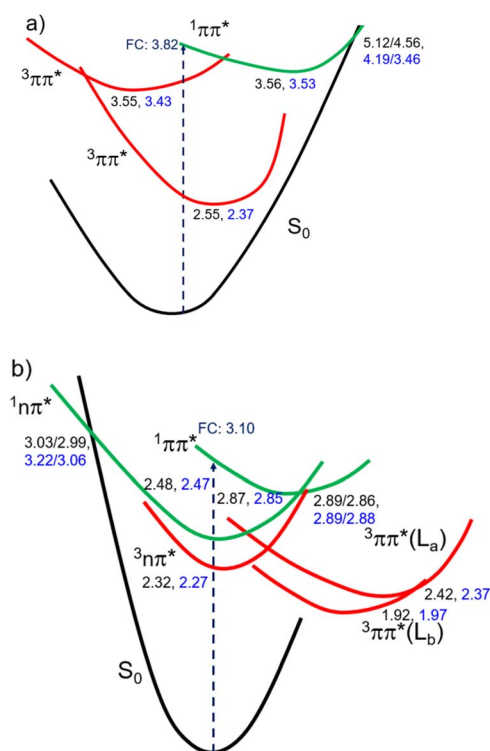 a)
FC: 3.82
¹ππ*
5.12/4.56,
4.19/3.46
³ππ*
3.55, 3.43
3.56, 3.53
³ππ*
2.55, 2.37
S₀
b)
¹nπ*
FC: 3.10
¹ππ*
3.03/2.99,
3.22/3.06
2.48, 2.47
2.87, 2.85
2.89/2.86,
2.89/2.88
³ππ*(Lₐ)
³nπ*
2.32, 2.27
2.42, 2.37
1.92, 1.97
³ππ*(L_b)
S₀